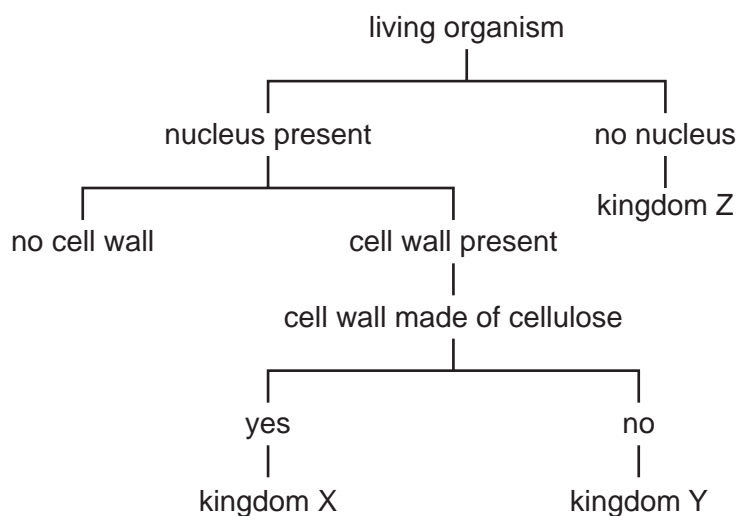 living organism
nucleus present
no nucleus
kingdom Z
no cell wall
cell wall present
cell wall made of cellulose
yes
no
kingdom X
kingdom Y